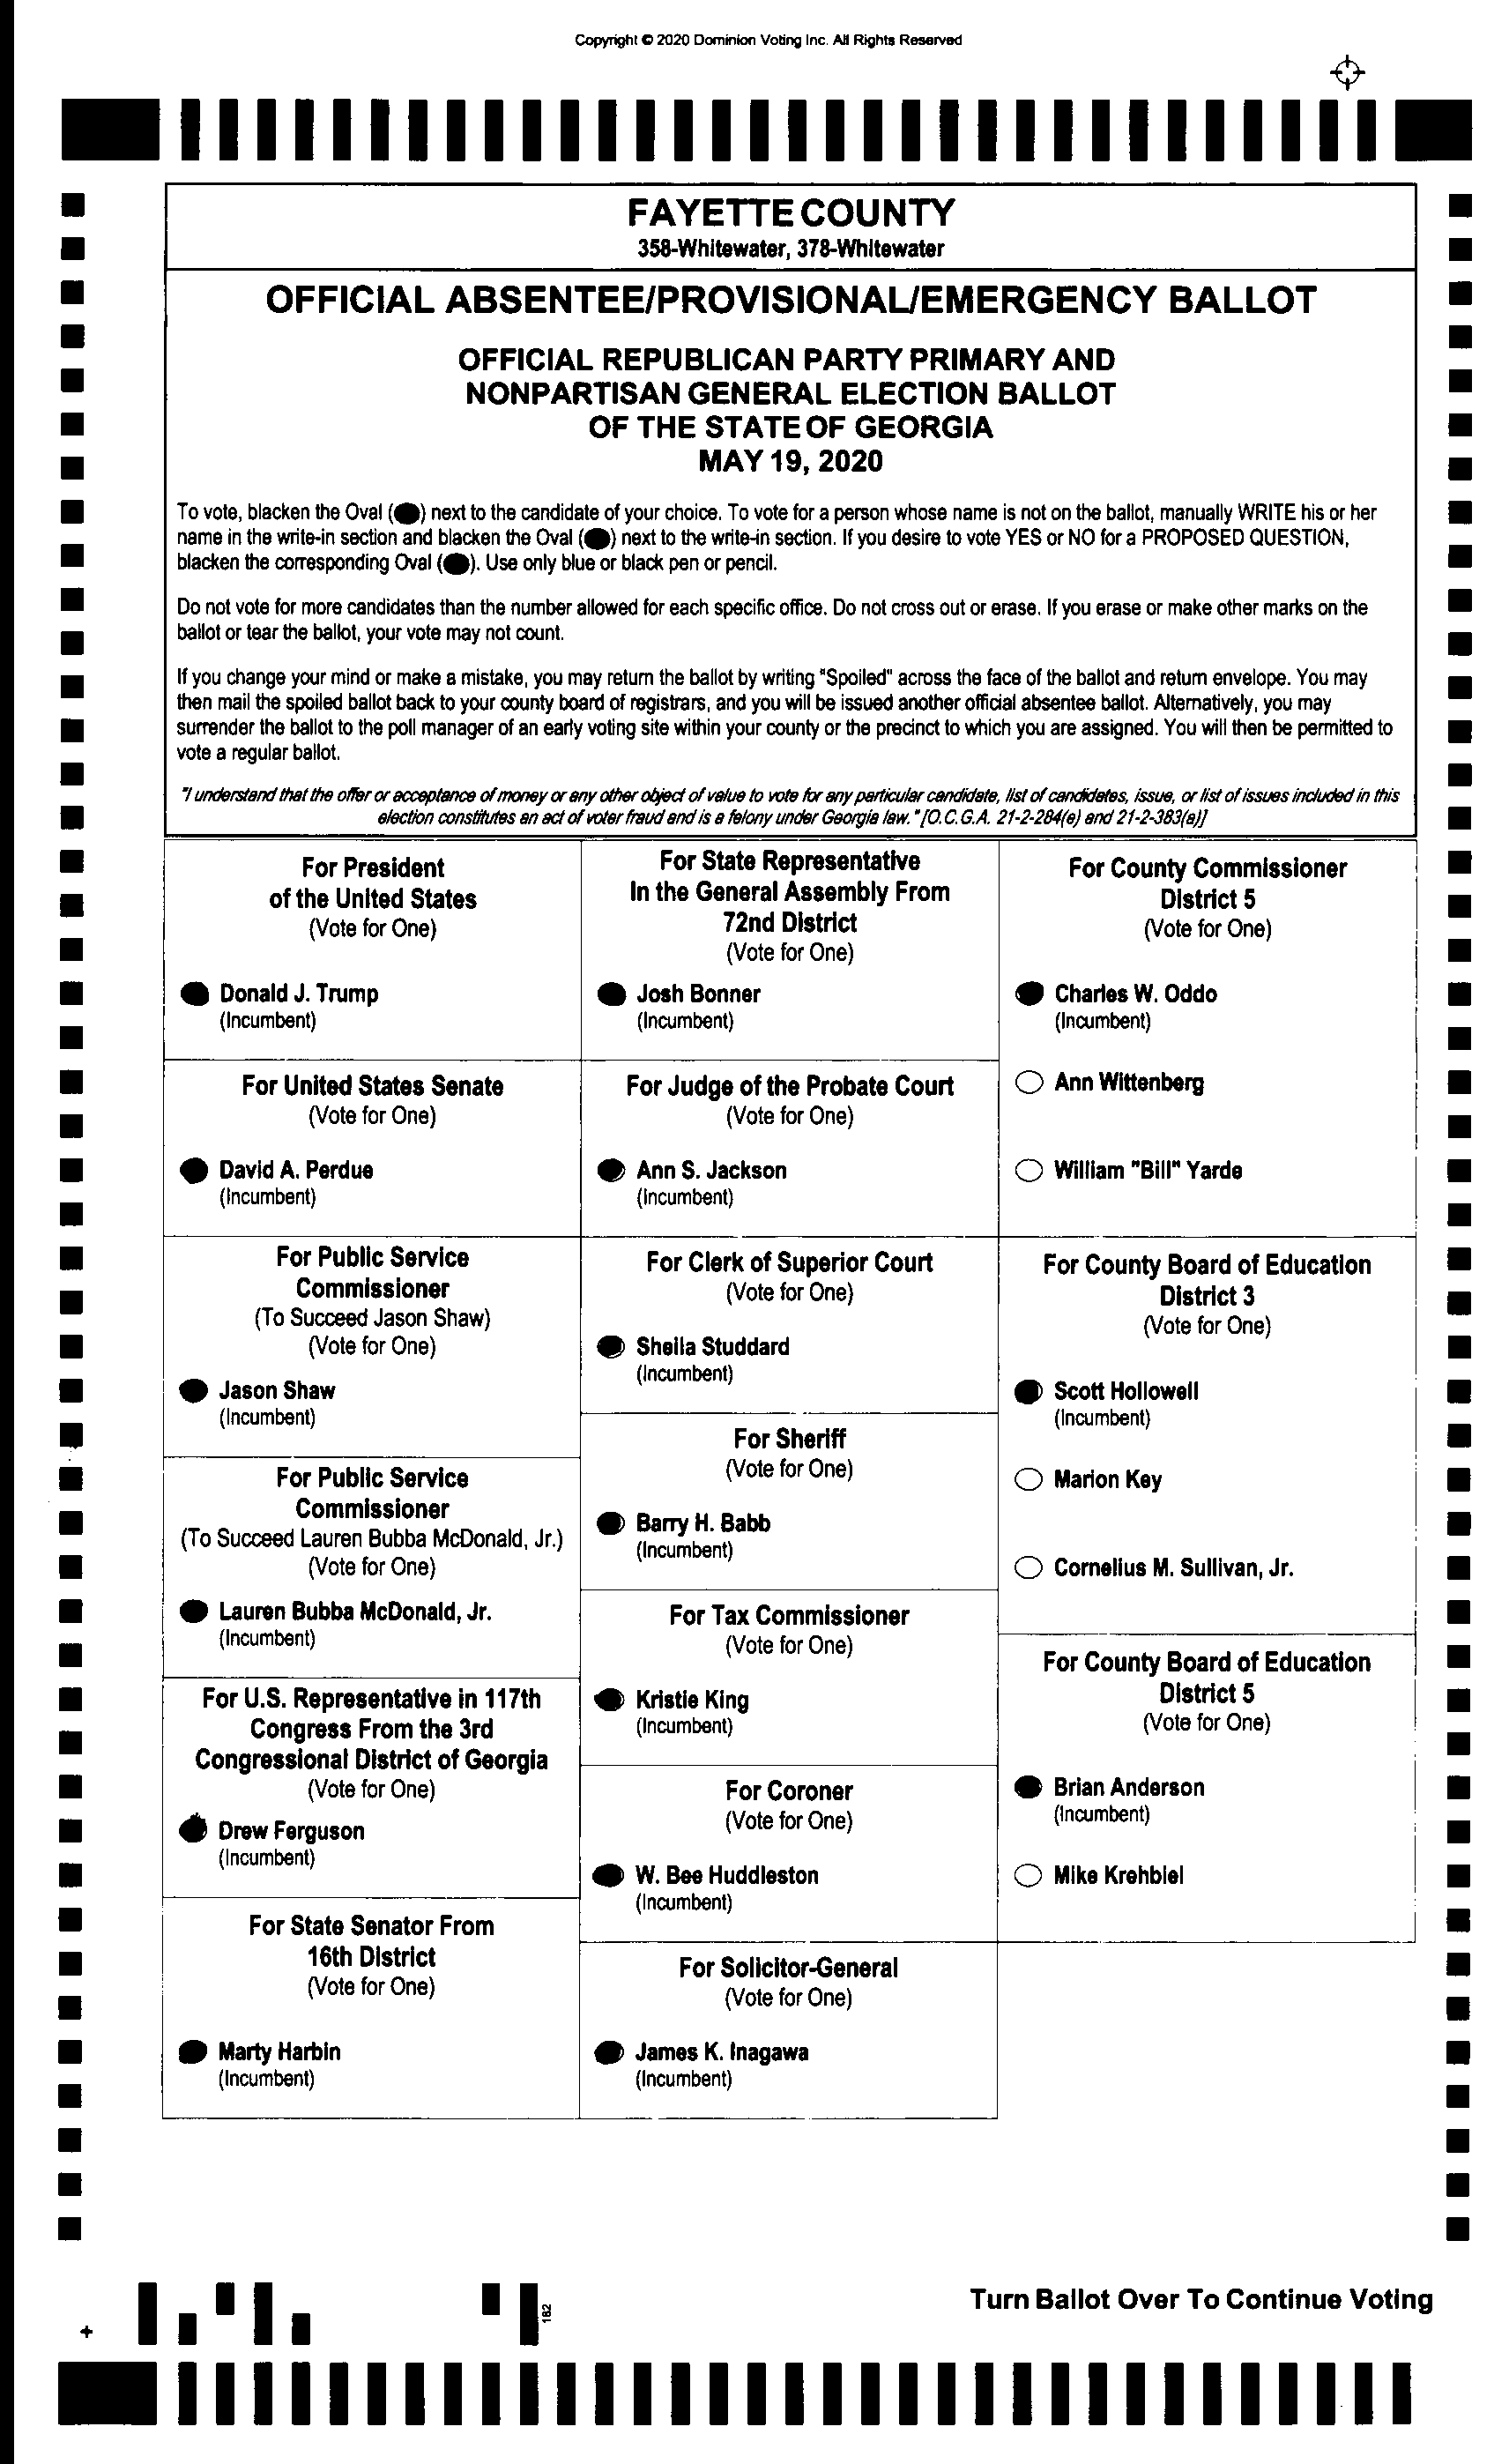 Copyright © 2020 Dominion Voting Inc. All Rights Reserved
FAYETTE COUNTY
358-Whitewater, 378-Whitewater
OFFICIAL ABSENTEE/PROVISIONAL/EMERGENCY BALLOT
OFFICIAL REPUBLICAN PARTY PRIMARY AND
NONPARTISAN GENERAL ELECTION BALLOT
OF THE STATE OF GEORGIA
MAY 19, 2020
To vote, blacken the Oval (●) next to the candidate of your choice. To vote for a person whose name is not on the ballot, manually WRITE his or her
name in the write-in section and blacken the Oval (●) next to the write-in section. If you desire to vote YES or NO for a PROPOSED QUESTION,
blacken the corresponding Oval (●). Use only blue or black pen or pencil.
Do not vote for more candidates than the number allowed for each specific office. Do not cross out or erase. If you erase or make other marks on the
ballot or tear the ballot, your vote may not count.
If you change your mind or make a mistake, you may return the ballot by writing "Spoiled" across the face of the ballot and return envelope. You may
then mail the spoiled ballot back to your county board of registrars, and you will be issued another official absentee ballot. Alternatively, you may
surrender the ballot to the poll manager of an early voting site within your county or the precinct to which you are assigned. You will then be permitted to
vote a regular ballot.
"I understand that the offer or acceptance of money or any other object of value to vote for any particular candidate, list of candidates, issue, or list of issues included in this
election constitutes an act of voter fraud and is a felony under Georgia law." [O.C.G.A. 21-2-284(e) and 21-2-383(a)]
For President
of the United States
(Vote for One)
Donald J. Trump
(Incumbent)
For United States Senate
(Vote for One)
David A. Perdue
(Incumbent)
For Public Service
Commissioner
(To Succeed Jason Shaw)
(Vote for One)
Jason Shaw
(Incumbent)
For Public Service
Commissioner
(To Succeed Lauren Bubba McDonald, Jr.)
(Vote for One)
Lauren Bubba McDonald, Jr.
(Incumbent)
For U.S. Representative in 117th
Congress From the 3rd
Congressional District of Georgia
(Vote for One)
Drew Ferguson
(Incumbent)
For State Senator From
16th District
(Vote for One)
Marty Harbin
(Incumbent)
For State Representative
In the General Assembly From
72nd District
(Vote for One)
Josh Bonner
(Incumbent)
For Judge of the Probate Court
(Vote for One)
Ann S. Jackson
(Incumbent)
For Clerk of Superior Court
(Vote for One)
Sheila Studdard
(Incumbent)
For Sheriff
(Vote for One)
Barry H. Babb
(Incumbent)
For Tax Commissioner
(Vote for One)
Kristie King
(Incumbent)
For Coroner
(Vote for One)
W. Bee Huddleston
(Incumbent)
For Solicitor-General
(Vote for One)
James K. Inagawa
(Incumbent)
For County Commissioner
District 5
(Vote for One)
Charles W. Oddo
(Incumbent)
Ann Wittenberg
William "Bill" Yarde
For County Board of Education
District 3
(Vote for One)
Scott Hollowell
(Incumbent)
Marion Key
Cornelius M. Sullivan, Jr.
For County Board of Education
District 5
(Vote for One)
Brian Anderson
(Incumbent)
Mike Krehbiel
Turn Ballot Over To Continue Voting
182